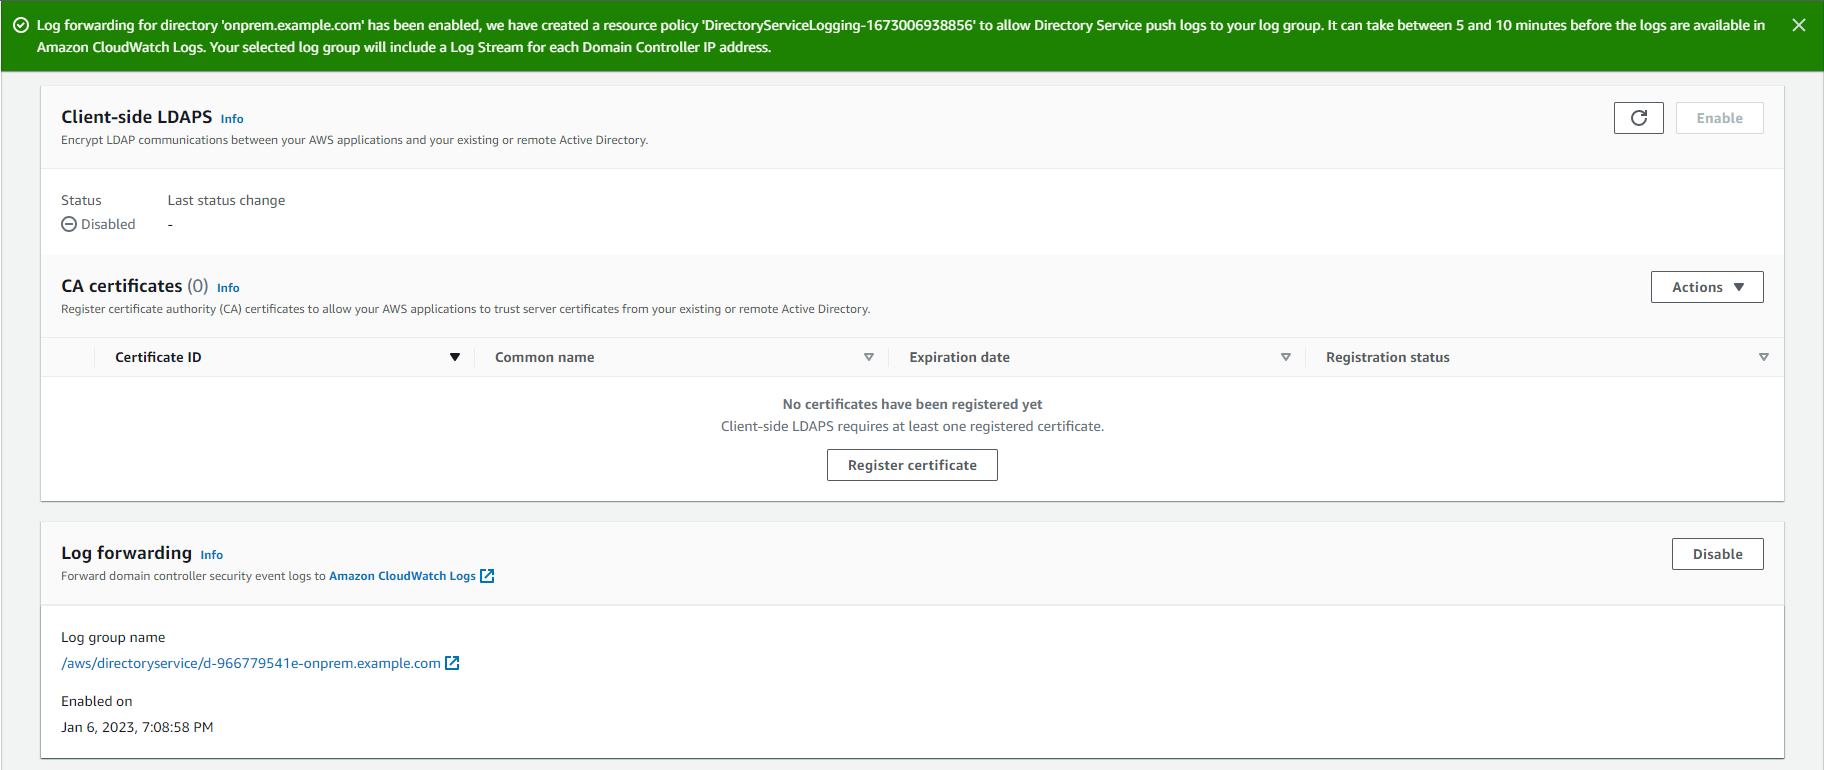 Log forwarding for directory 'onprem.example.com' has been enabled, we have created a resource policy 'DirectoryServiceLogging-1673006938856' to allow Directory Service push logs to your log group. It can take between 5 and 10 minutes before the logs are available in
Amazon CloudWatch Logs. Your selected log group will include a Log Stream for each Domain Controller IP address.
Client-side LDAPS Info
Enable
Encrypt LDAP communications between your AWS applications and your existing or remote Active Directory.
Status Last status change
Disabled -
CA certificates (0) Info
Actions
Register certificate authority (CA) certificates to allow your AWS applications to trust server certificates from your existing or remote Active Directory.
Certificate ID Common name Expiration date Registration status
No certificates have been registered yet
Client-side LDAPS requires at least one registered certificate.
Register certificate
Log forwarding Info
Disable
Forward domain controller security event logs to Amazon CloudWatch Logs
Log group name
/aws/directoryservice/d-966779541e-onprem.example.com
Enabled on
Jan 6, 2023, 7:08:58 PM